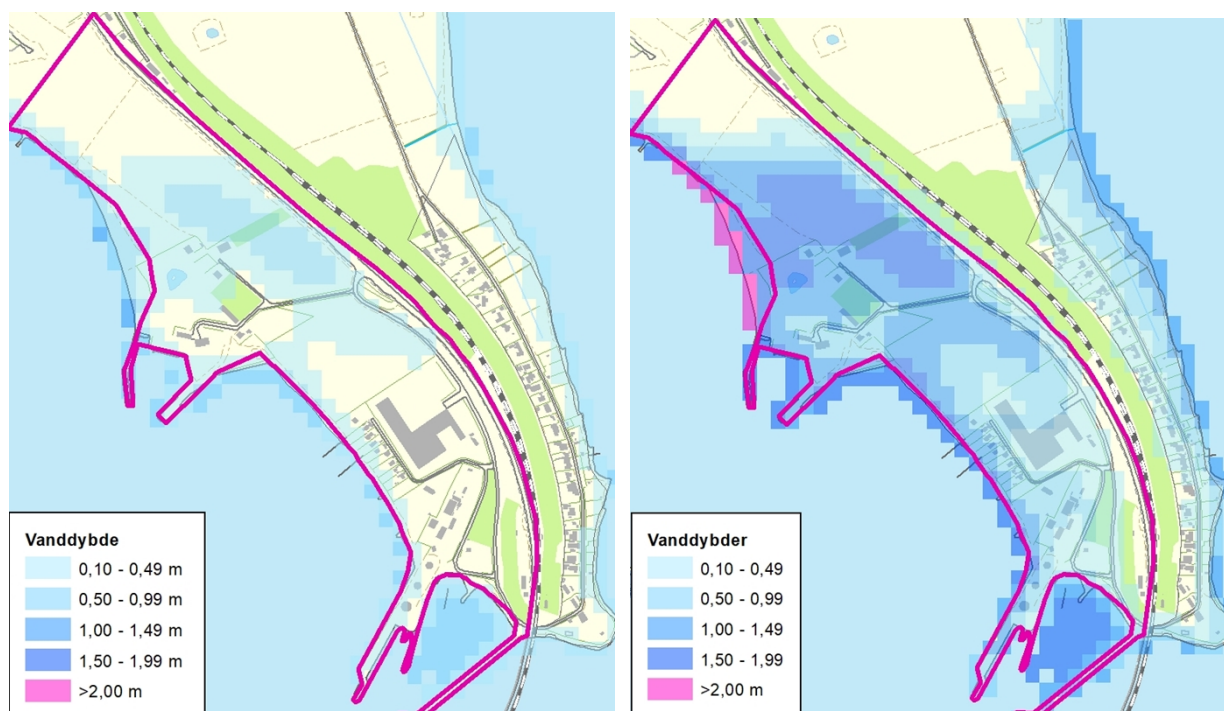 Vanddybde
0,10 - 0,49 m
0,50 - 0,99 m
1,00 - 1,49 m
1,50 - 1,99 m
>2,00 m
Vanddybder
0,10 - 0,49
0,50 - 0,99
1,00 - 1,49
1,50 - 1,99
>2,00 m